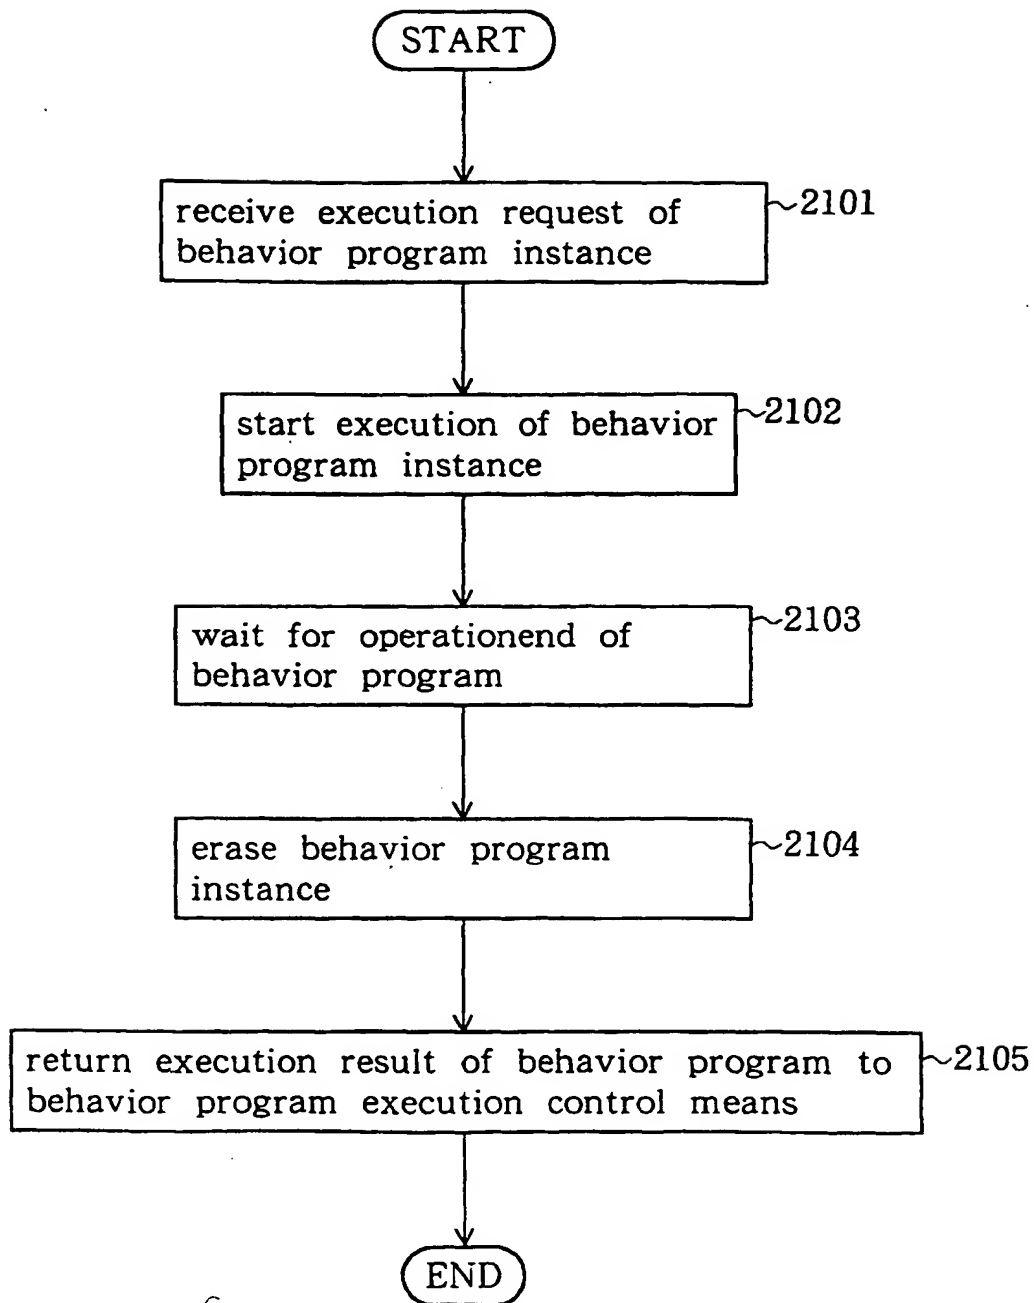 START
receive execution request of
behavior program instance
2101
start execution of behavior
program instance
2102
wait for operationend of
behavior program
2103
erase behavior program
instance
2104
return execution result of behavior program to
behavior program execution control means
2105
END